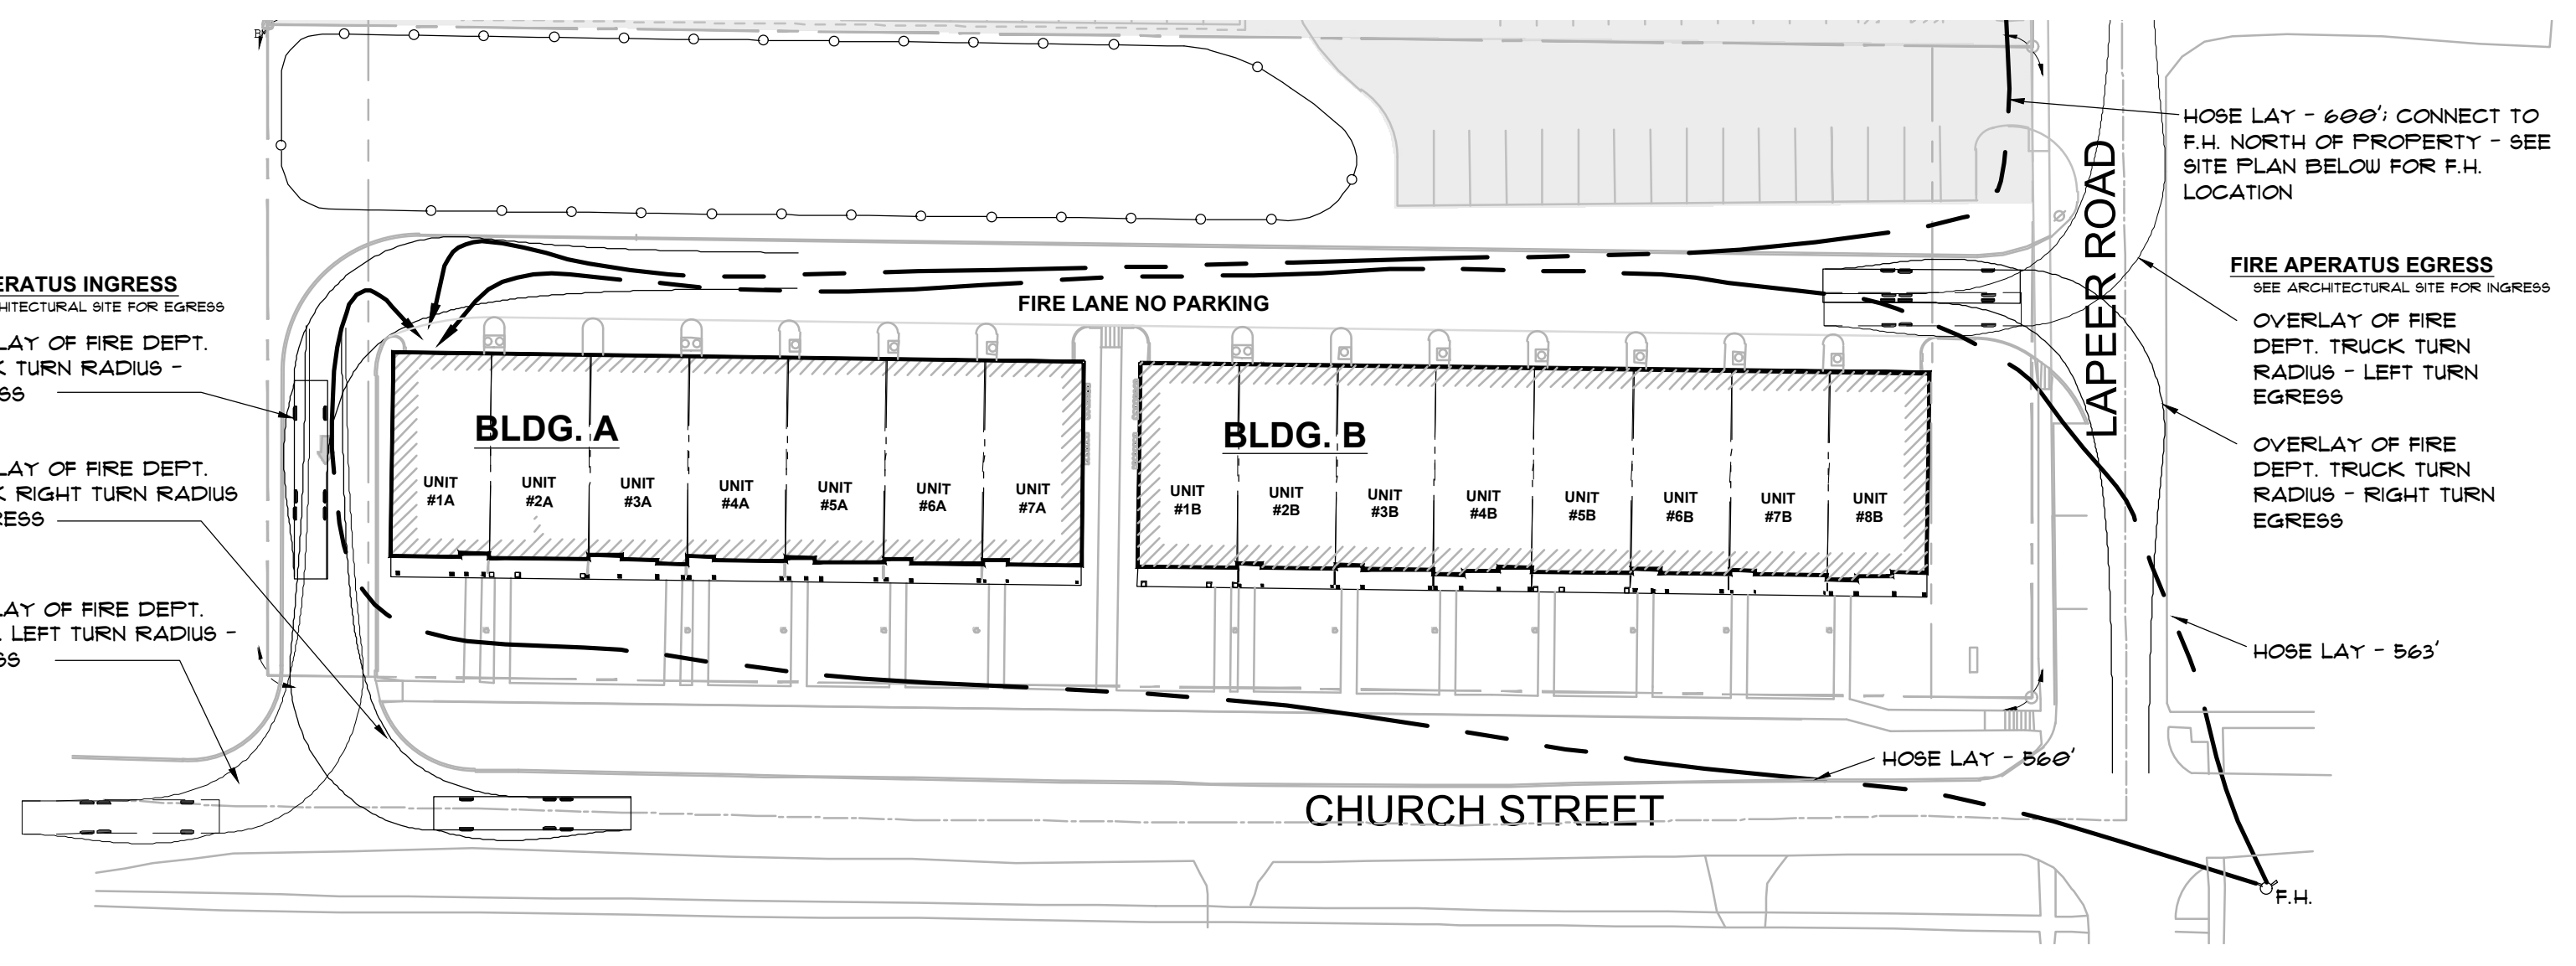 HOSE LAY - 600'; CONNECT TO
F.H. NORTH OF PROPERTY - SEE
SITE PLAN BELOW FOR F.H.
LOCATION
LAPEER ROAD
ERATUS INGRESS
HITECTURAL SITE FOR EGRESS
LAY OF FIRE DEPT.
K TURN RADIUS -
SS
LAY OF FIRE DEPT.
K RIGHT TURN RADIUS
RESS
LAY OF FIRE DEPT.
. LEFT TURN RADIUS -
SS
FIRE LANE NO PARKING
FIRE APERATUS EGRESS
SEE ARCHITECTURAL SITE FOR INGRESS
OVERLAY OF FIRE
DEPT. TRUCK TURN
RADIUS - LEFT TURN
EGRESS
OVERLAY OF FIRE
DEPT. TRUCK TURN
RADIUS - RIGHT TURN
EGRESS
BLDG. A
UNIT
#1A
UNIT
#2A
UNIT
#3A
UNIT
#4A
UNIT
#5A
UNIT
#6A
UNIT
#7A
BLDG. B
UNIT
#1B
UNIT
#2B
UNIT
#3B
UNIT
#4B
UNIT
#5B
UNIT
#6B
UNIT
#7B
UNIT
#8B
HOSE LAY - 563'
HOSE LAY - 560'
CHURCH STREET
F.H.